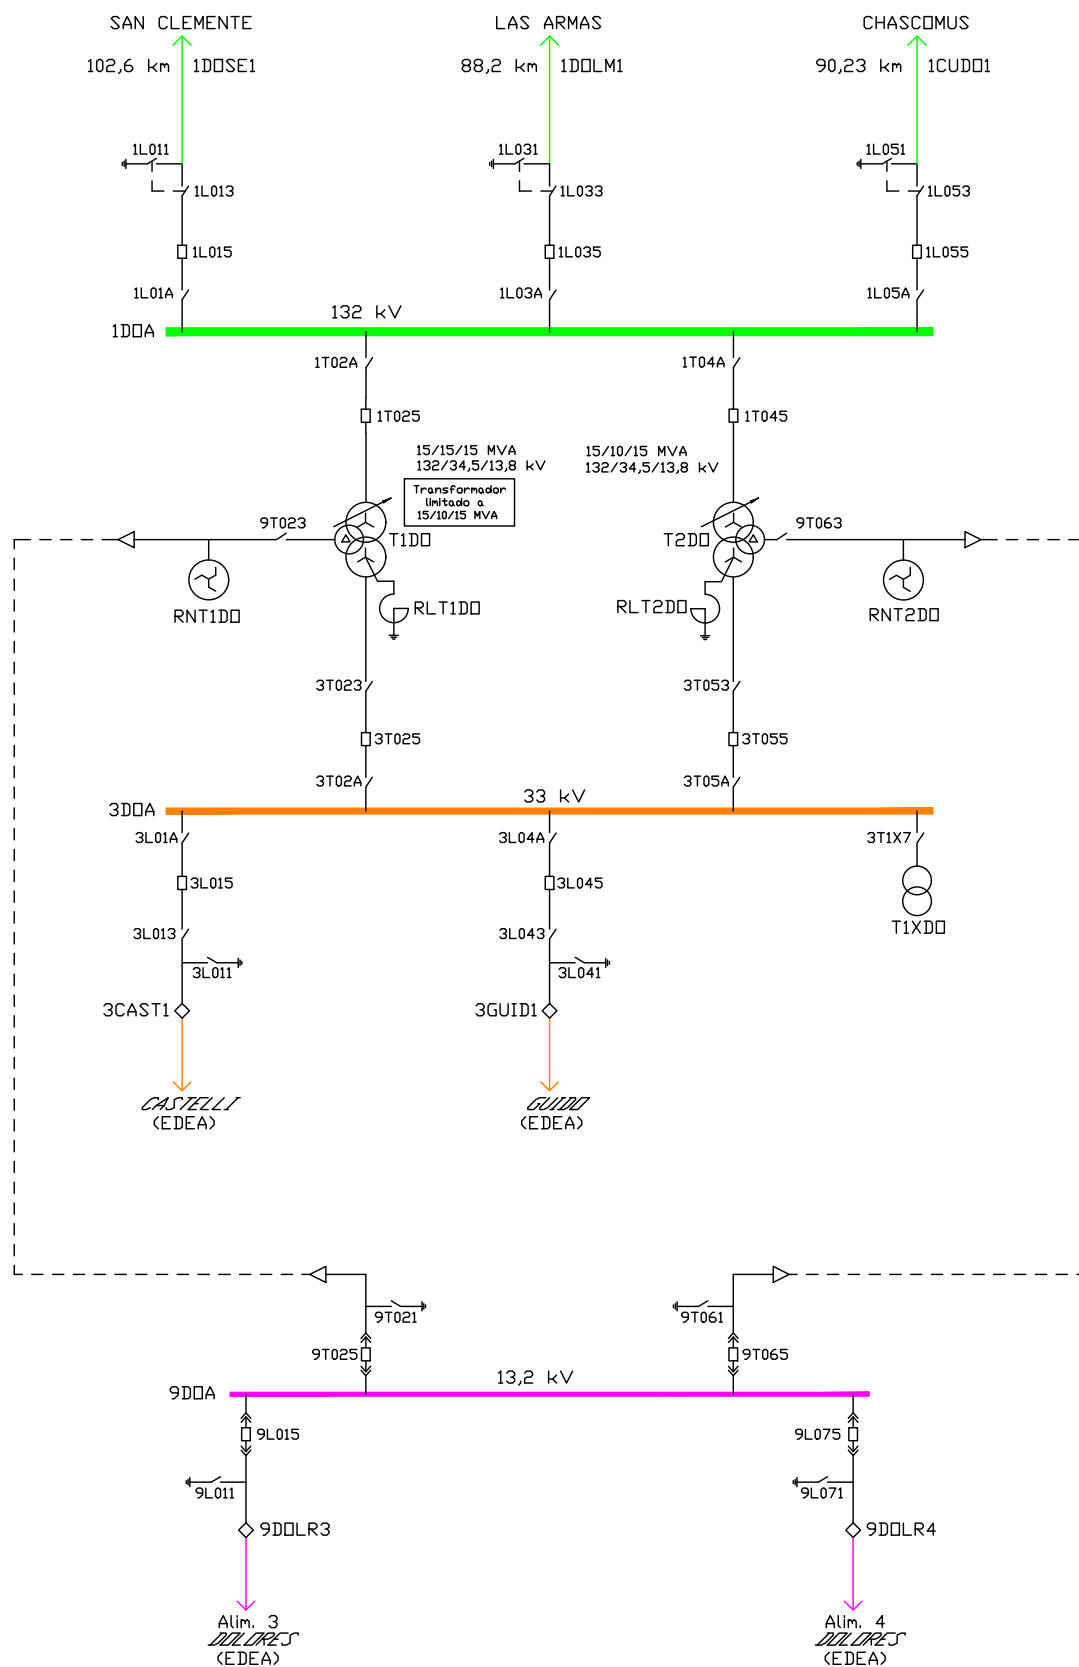 SAN CLEMENTE
LAS ARMAS
CHASCOMUS
102,6 km 1DOSE1
88,2 km 1DOLM1
90,23 km 1CUDO1
1L011
1L031
1L051
1L013
1L033
1L053
1L015
1L035
1L055
1L01A
1L03A
1L05A
132 kV
1DOA
1T02A
1T04A
1T025
1T045
15/15/15 MVA
132/34,5/13,8 kV
15/10/15 MVA
132/34,5/13,8 kV
Transformador
limitado a
15/10/15 MVA
9T023
9T063
T1DO
T2DO
RNT1DO
RLT1DO
RLT2DO
RNT2DO
3T023
3T053
3T025
3T055
3T02A
3T05A
33 kV
3DOA
3L01A
3L04A
3T1X7
3L015
3L045
T1XDO
3L013
3L043
3L011
3L041
3CAST1
3GUID1
CASTELLI
(EDEA)
GUIDO
(EDEA)
9T021
9T061
9T025
9T065
13,2 kV
9DOA
9L015
9L075
9L011
9L071
9DOLR3
9DOLR4
Alim. 3
DOLORES
(EDEA)
Alim. 4
DOLORES
(EDEA)